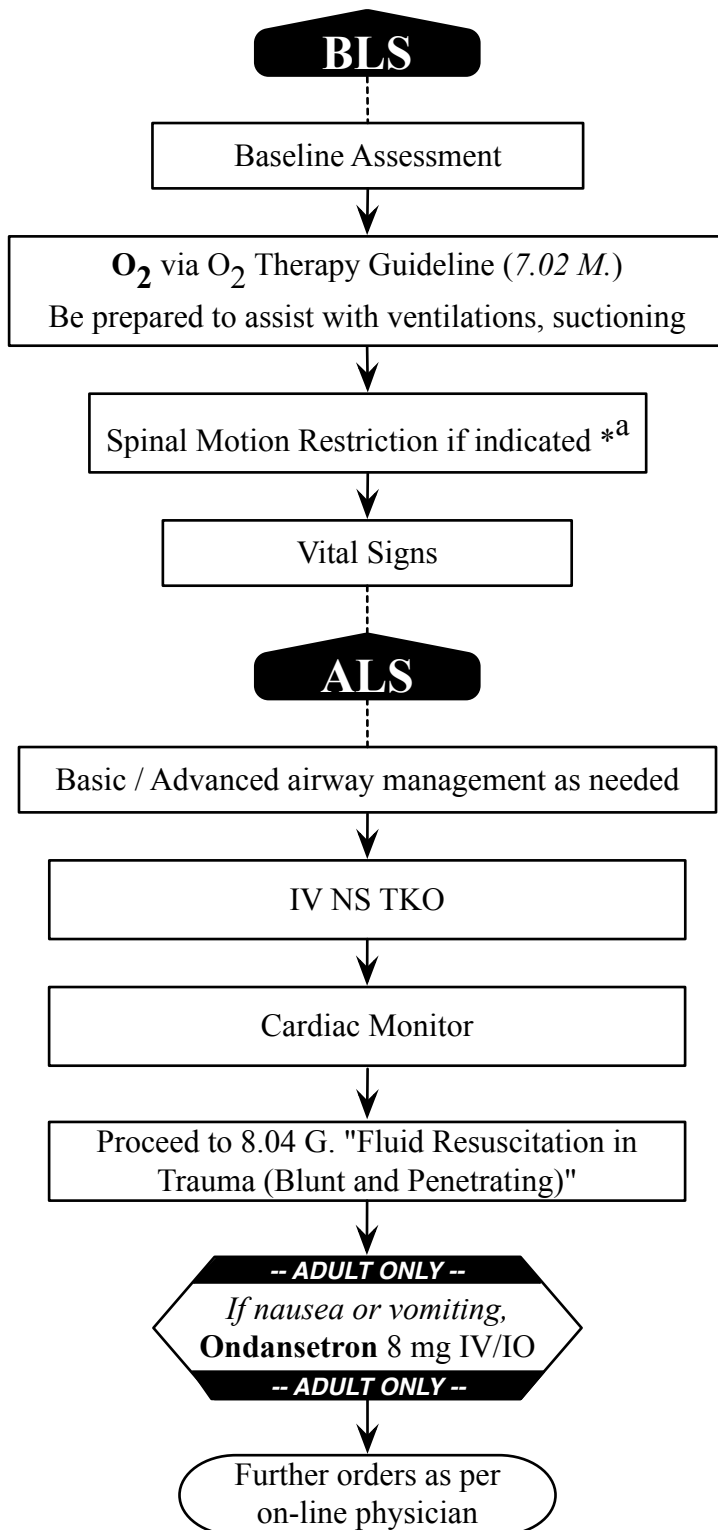 BLS
Baseline Assessment
O2 via O2 Therapy Guideline (7.02 M.)
Be prepared to assist with ventilations, suctioning
Spinal Motion Restriction if indicated *a
Vital Signs
ALS
Basic / Advanced airway management as needed
IV NS TKO
Cardiac Monitor
Proceed to 8.04 G. "Fluid Resuscitation in
Trauma (Blunt and Penetrating)"
-- ADULT ONLY --
If nausea or vomiting,
Ondansetron 8 mg IV/IO
-- ADULT ONLY --
Further orders as per
on-line physician